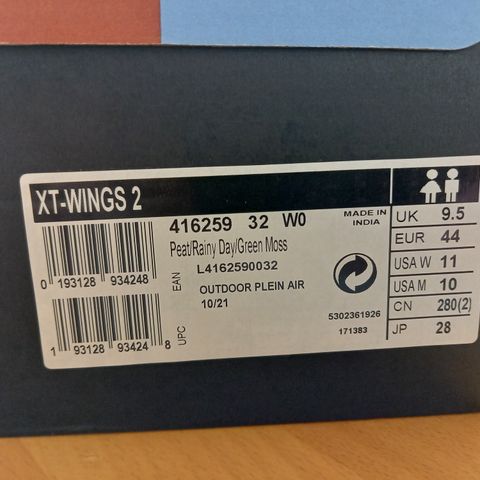 XT-WINGS 2
416259 32 W0
Peat/Rainy Day/Green Moss
L4162590032
OUTDOOR PLEIN AIR
10/21
MADE IN
INDIA
5302361926
171383
0 193128 934248
EAN
1 93128 93424 8
UPC
UK 9.5
EUR 44
USA W 11
USA M 10
CN 280(2)
JP 28